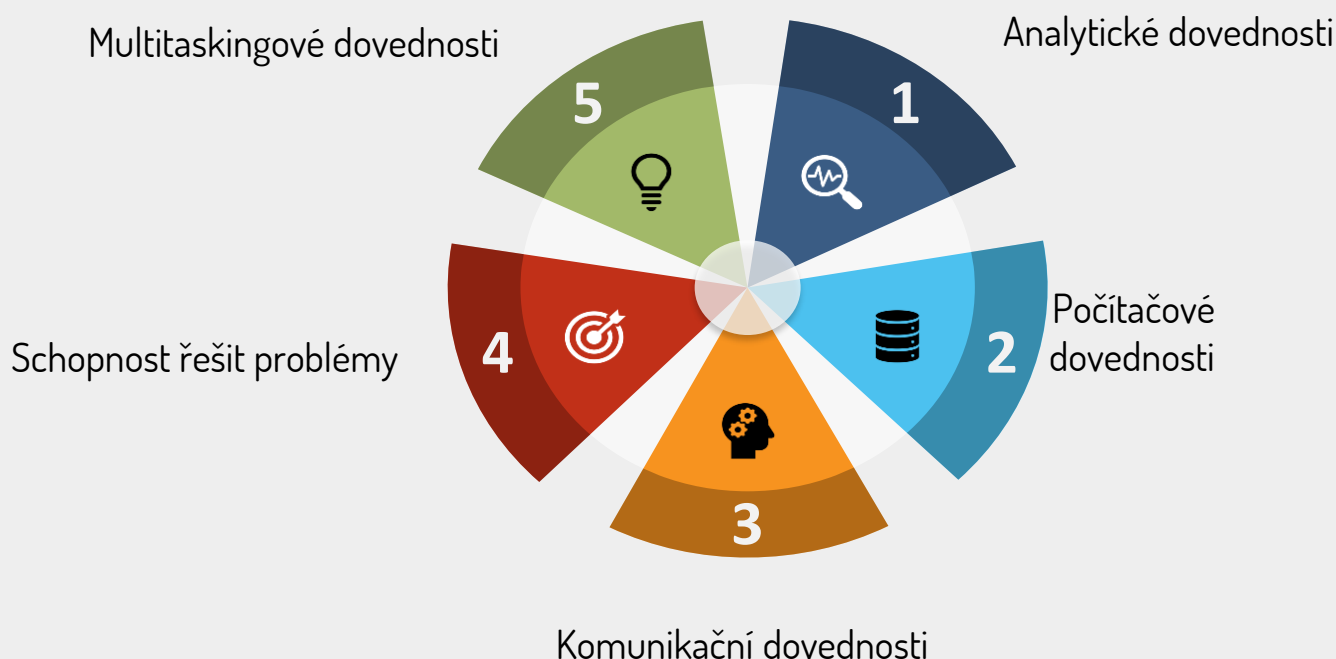 Multitaskingové dovednosti
Analytické dovednosti
5
1
Schopnost řešit problémy
4
2
Počítačové
dovednosti
3
Komunikační dovednosti